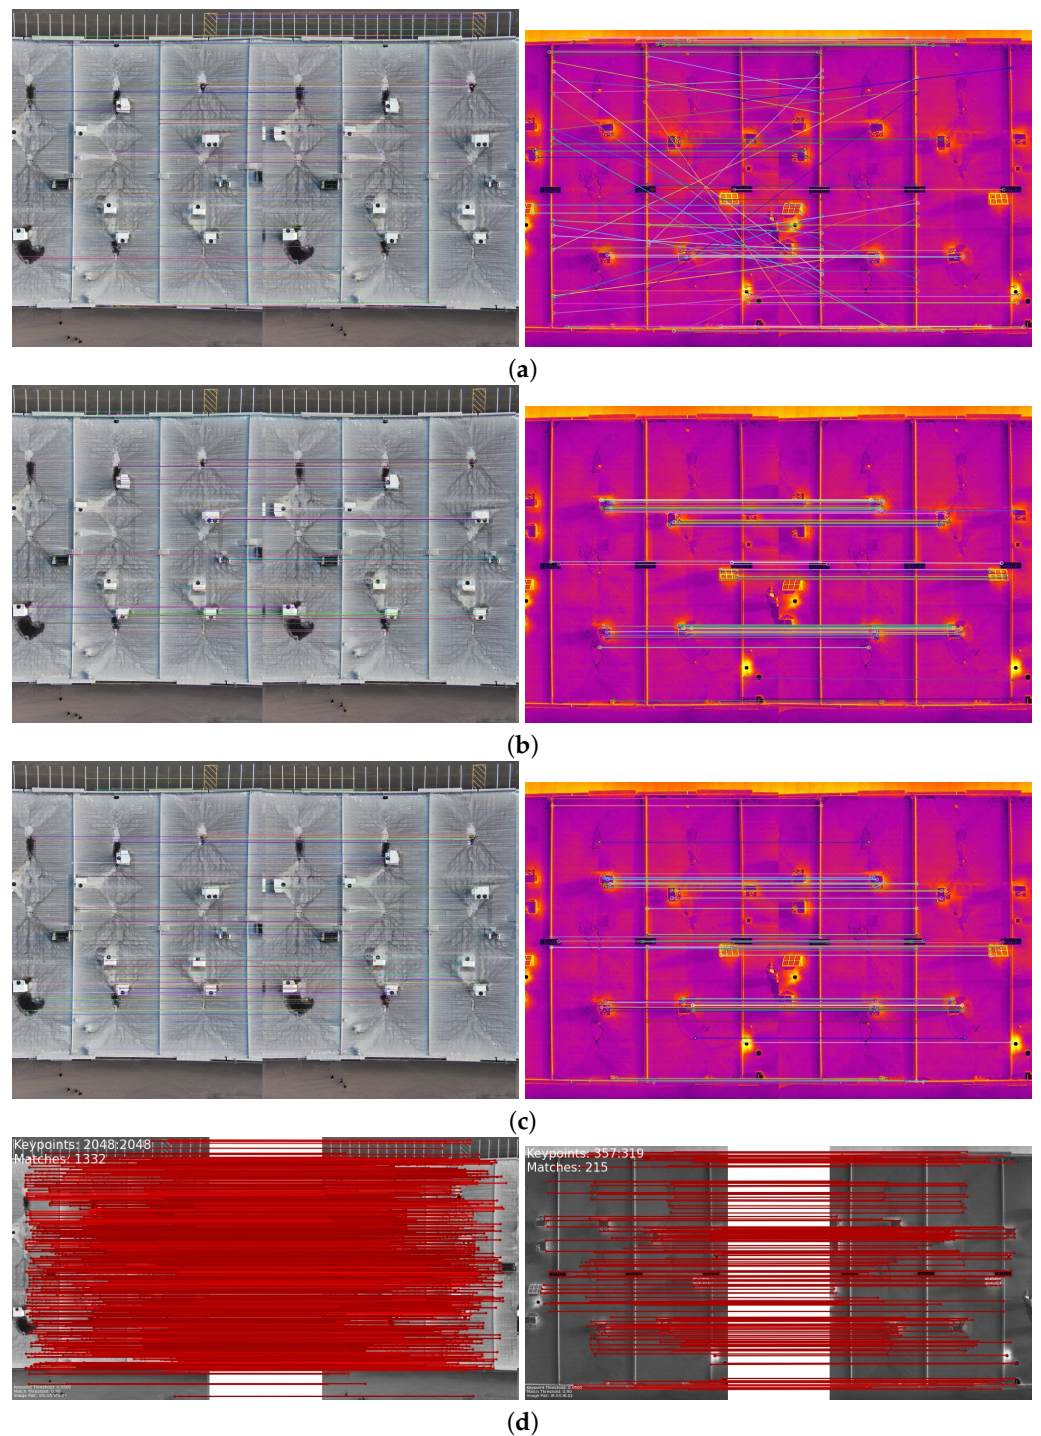 (a)
(b)
(c)
Keypoints: 2048:2048
Matches: 1332
Keypoints: 357:319
Matches: 215
(d)